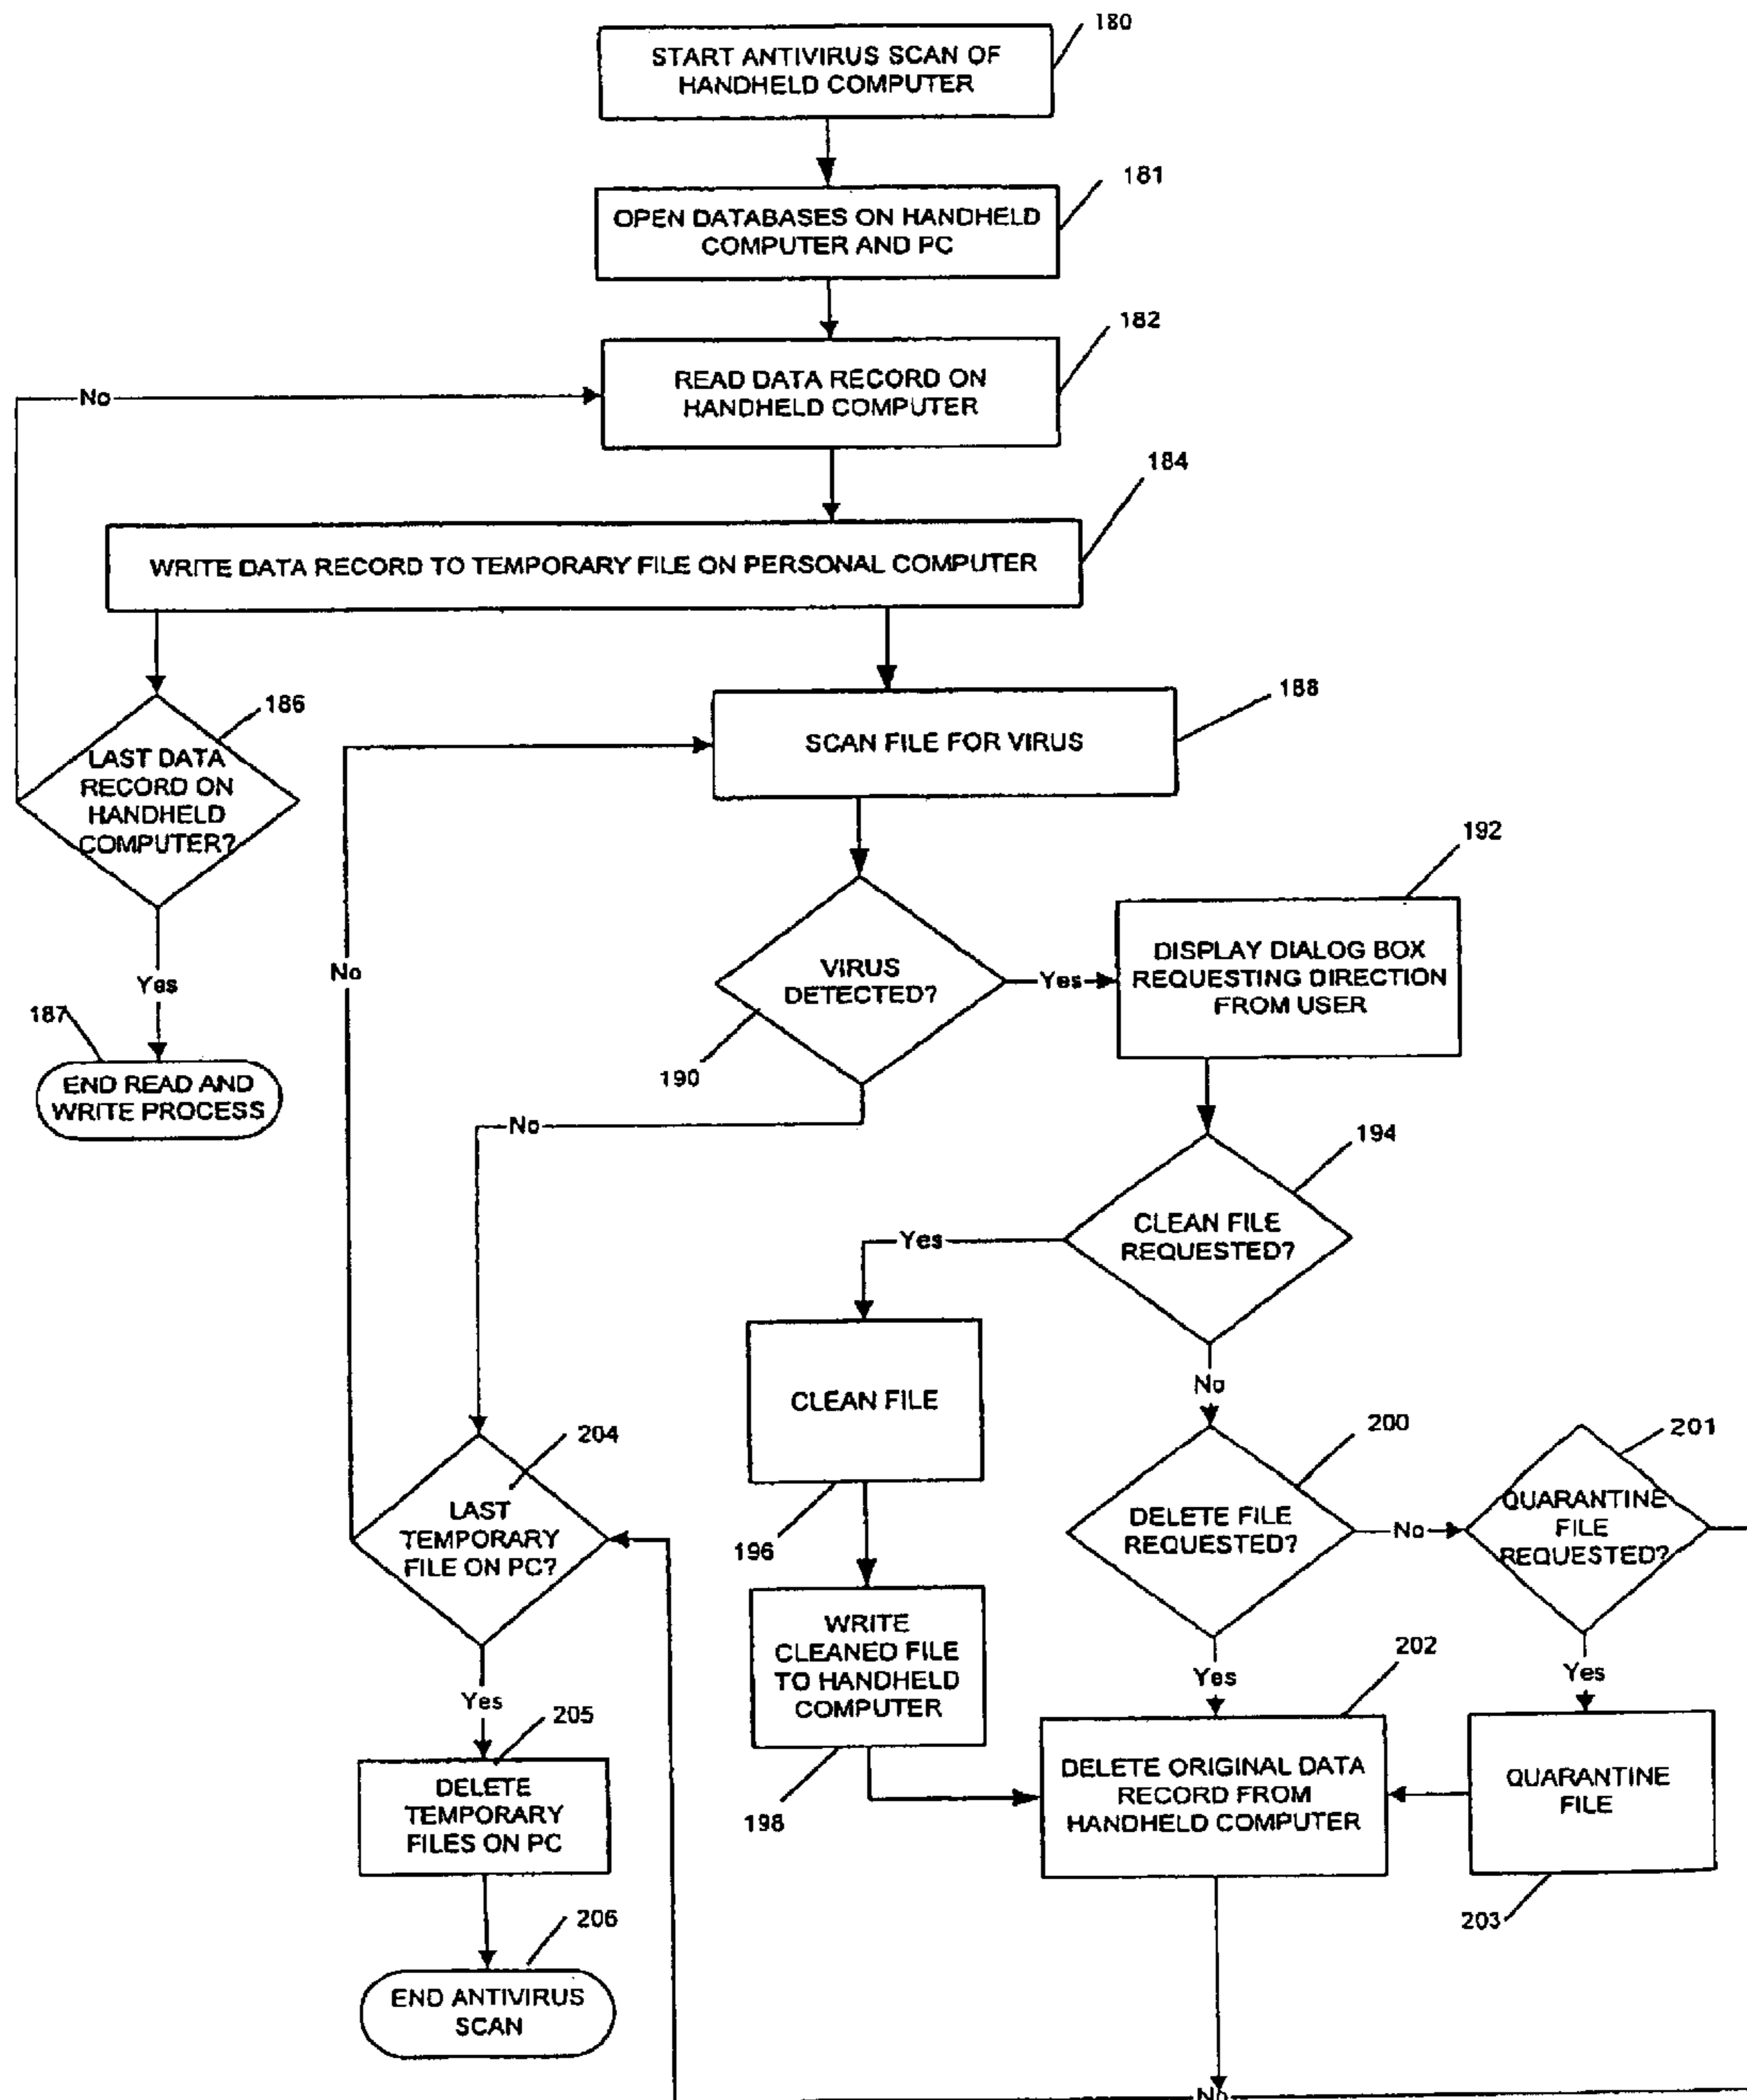 180
START ANTIVIRUS SCAN OF
HANDHELD COMPUTER
181
OPEN DATABASES ON HANDHELD
COMPUTER AND PC
182
READ DATA RECORD ON
HANDHELD COMPUTER
No
184
WRITE DATA RECORD TO TEMPORARY FILE ON PERSONAL COMPUTER
186
LAST DATA
RECORD ON
HANDHELD
COMPUTER?
Yes
187
END READ AND
WRITE PROCESS
188
SCAN FILE FOR VIRUS
No
VIRUS
DETECTED?
190
Yes
192
DISPLAY DIALOG BOX
REQUESTING DIRECTION
FROM USER
No
194
CLEAN FILE
REQUESTED?
Yes
CLEAN FILE
196
WRITE
CLEANED FILE
TO HANDHELD
COMPUTER
198
No
200
DELETE FILE
REQUESTED?
No
201
QUARANTINE
FILE
REQUESTED?
Yes
Yes
202
DELETE ORIGINAL DATA
RECORD FROM
HANDHELD COMPUTER
QUARANTINE
FILE
203
204
LAST
TEMPORARY
FILE ON PC?
Yes
205
DELETE
TEMPORARY
FILES ON PC
206
END ANTIVIRUS
SCAN
No